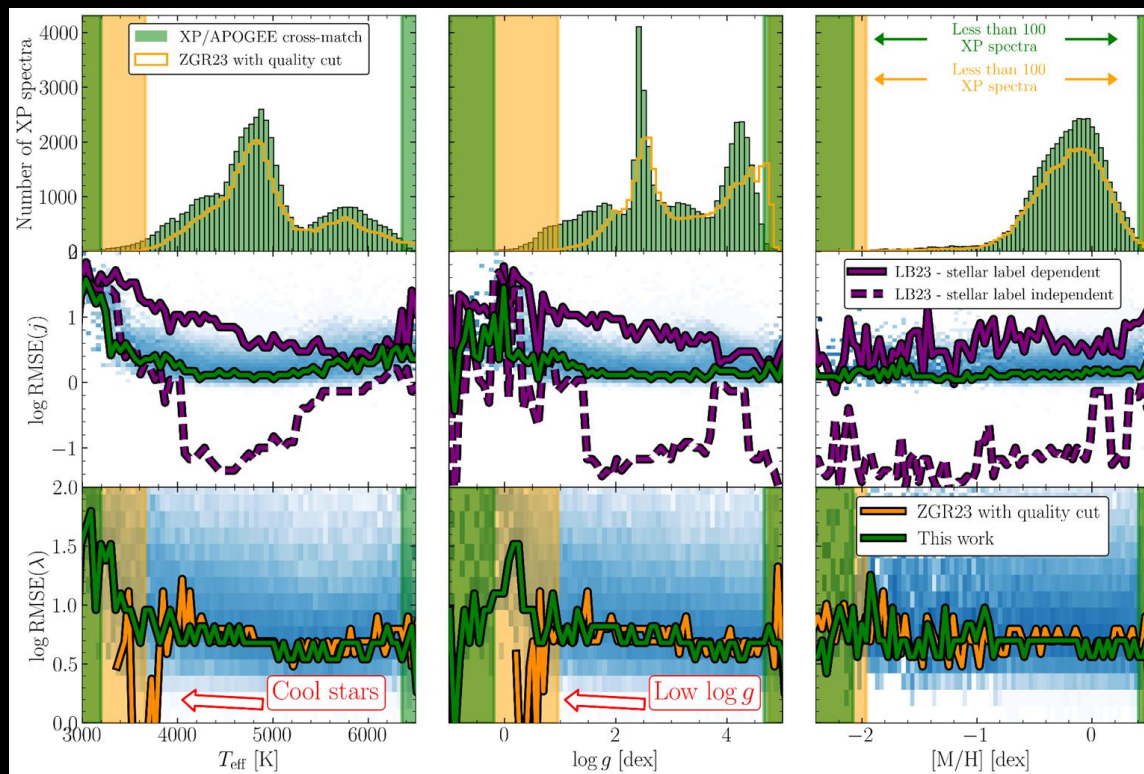 XP/APOGEE cross-match
ZGR23 with quality cut
Less than 100
XP spectra
Less than 100
XP spectra
Number of XP spectra
4000
3000
2000
1000
0
LB23 - stellar label dependent
LB23 - stellar label independent
log RMSE(j)
2
1
0
−1
ZGR23 with quality cut
This work
log RMSE(λ)
2.0
1.5
1.0
0.5
0.0
Cool stars
Low log g
3000 4000 5000 6000 0 2 4 −2 −1 0
T_eff [K] log g [dex] [M/H] [dex]